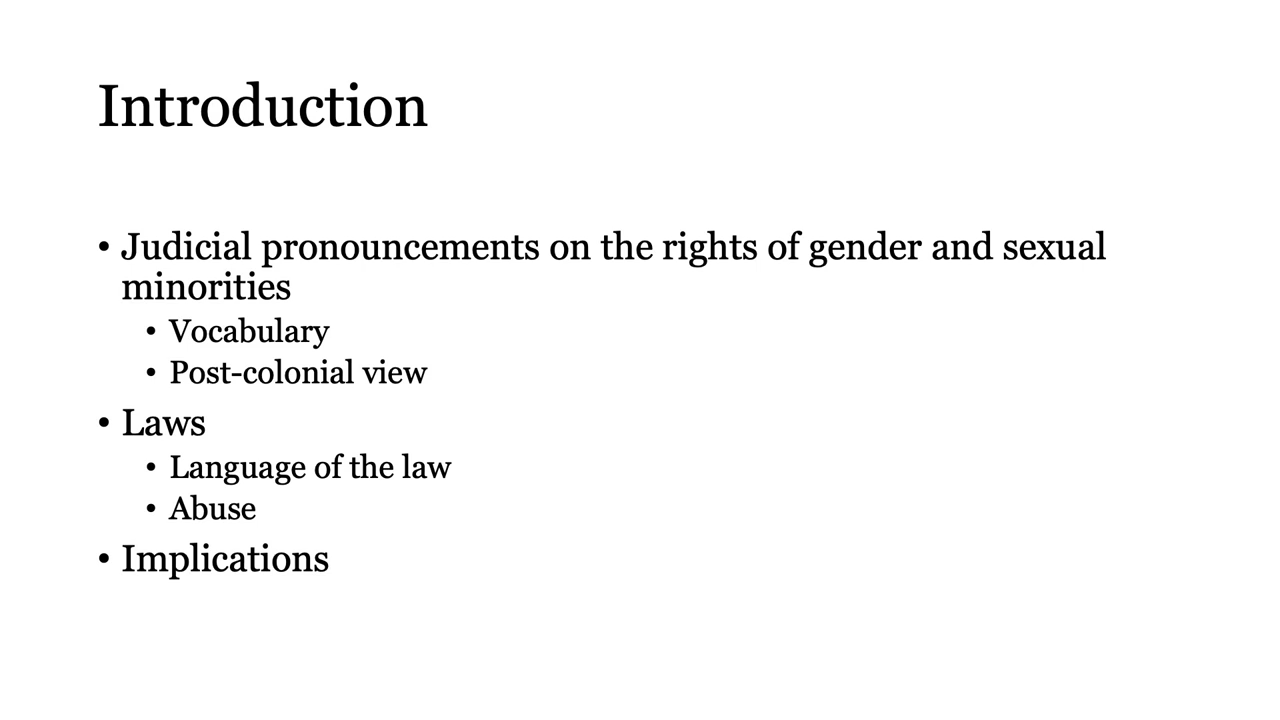 Introduction
• Judicial pronouncements on the rights of gender and sexual
minorities
• Vocabulary
• Post-colonial view
• Laws
• Language of the law
• Abuse
• Implications